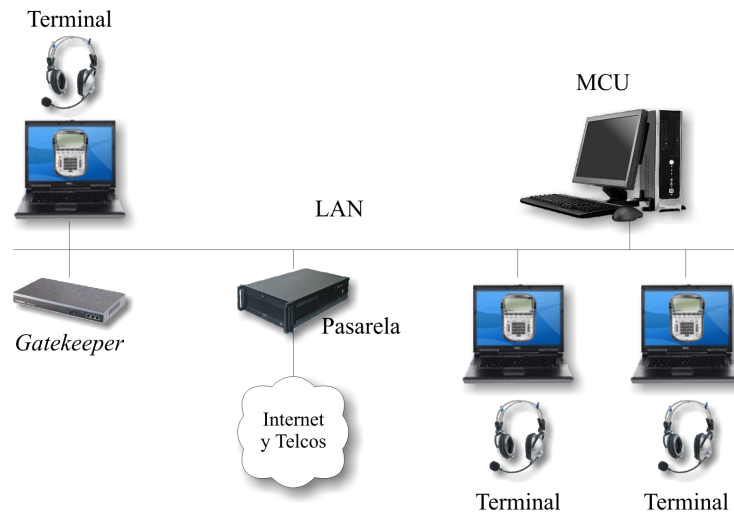 Terminal
MCU
LAN
Gatekeeper
Pasarela
Internet
y Telcos
Terminal
Terminal